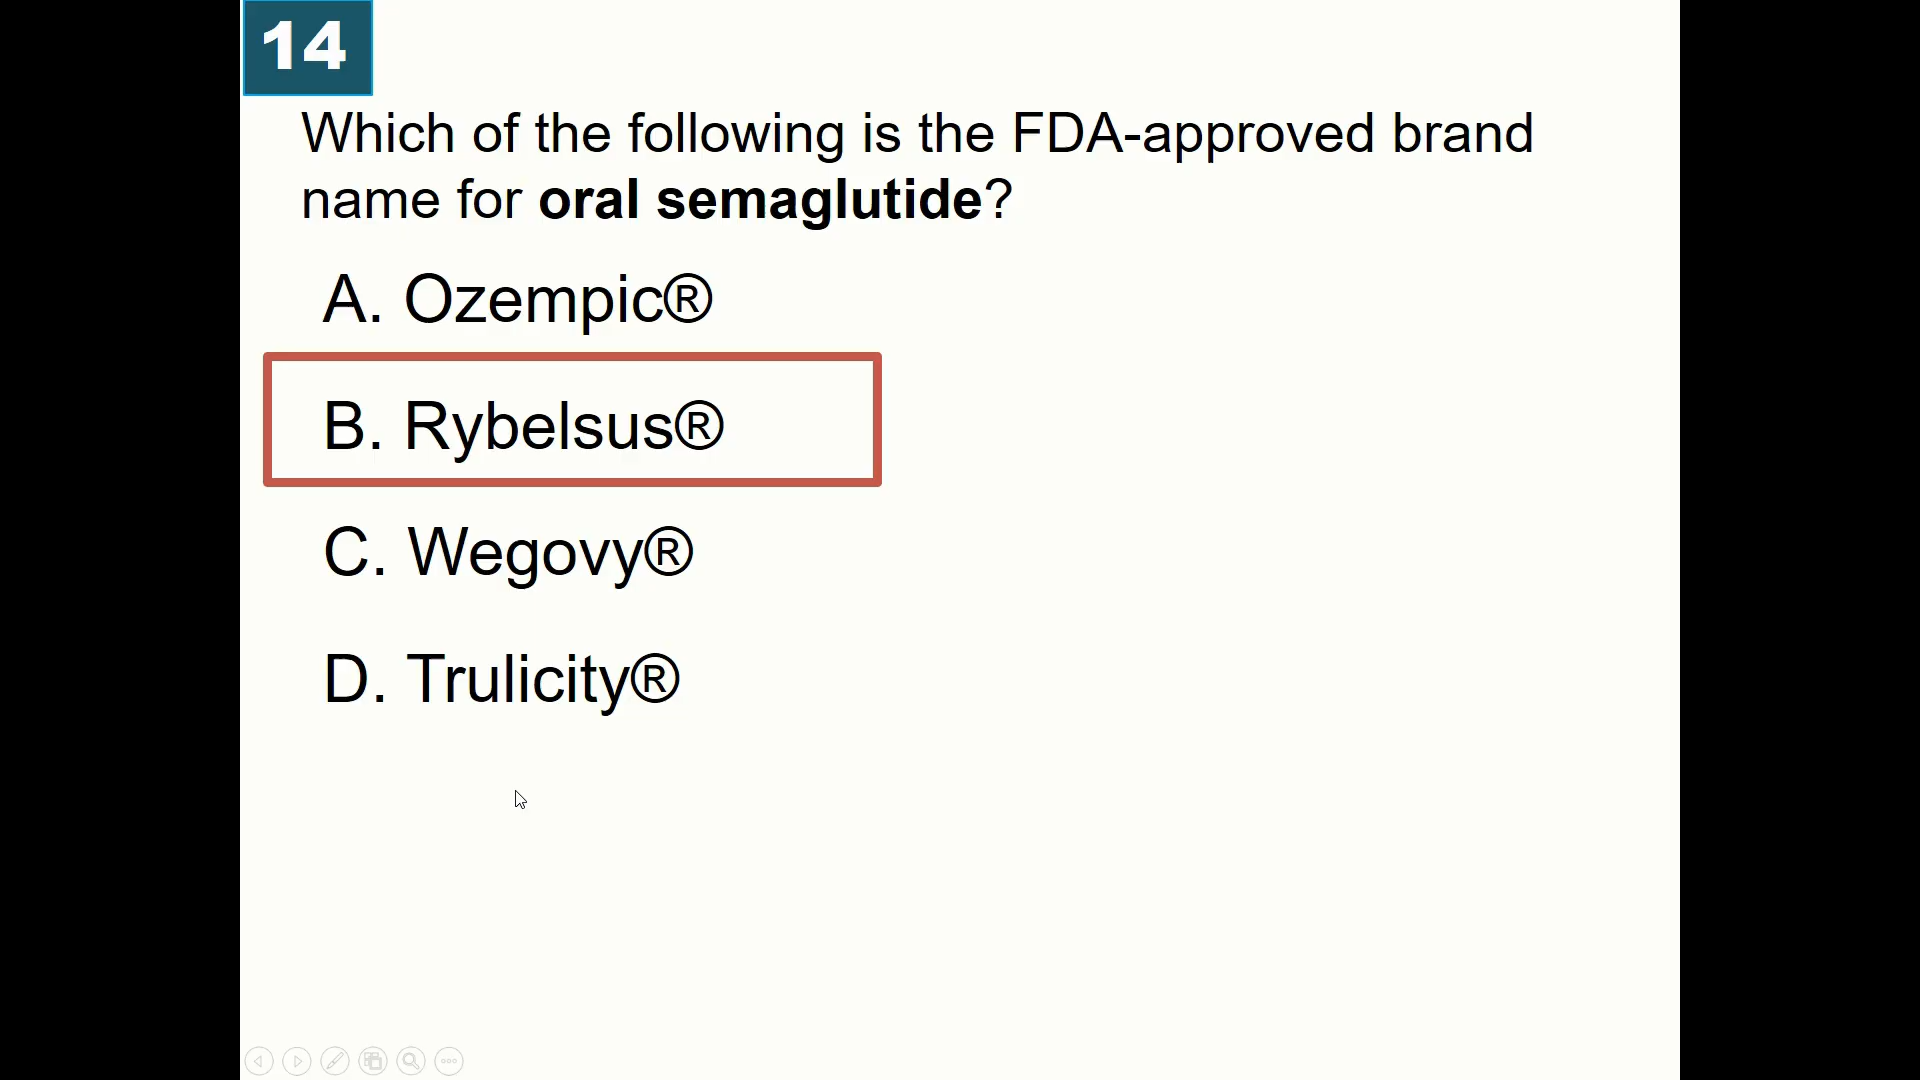 14
Which of the following is the FDA-approved brand
name for oral semaglutide?
A. Ozempic®
B. Rybelsus®
C. Wegovy®
D. Trulicity®